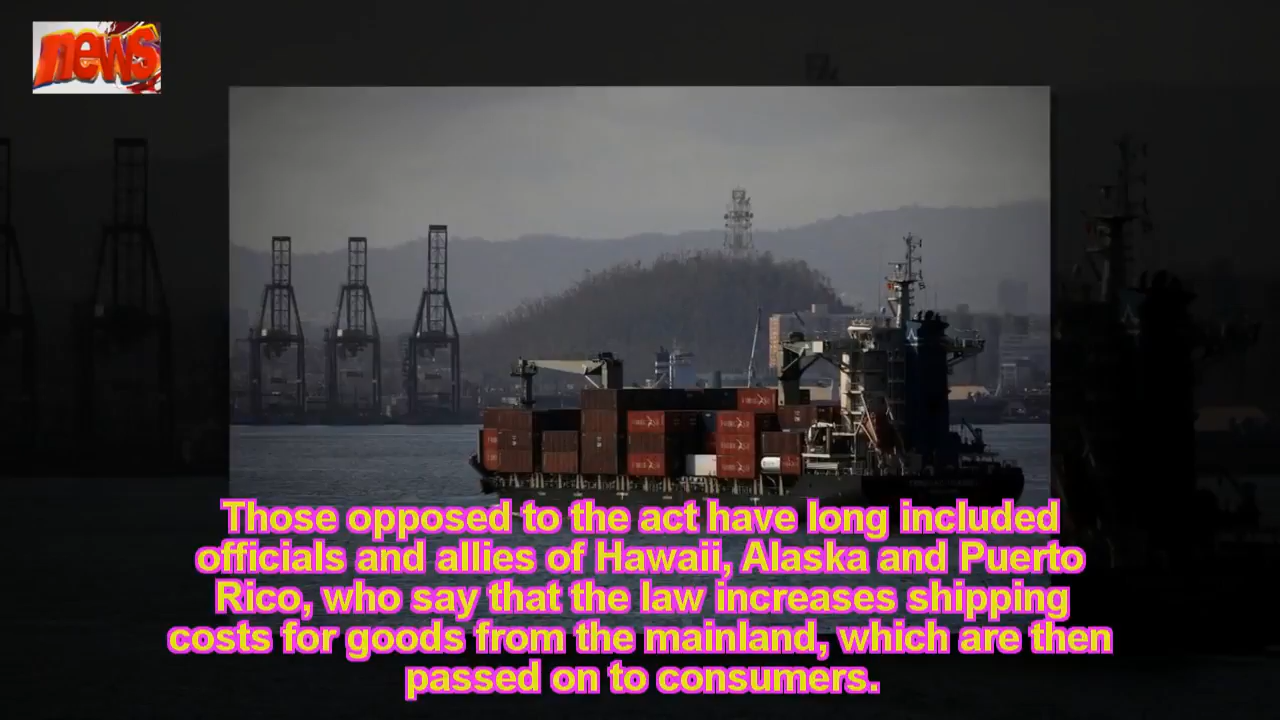 news
Those opposed to the act have long included
officials and allies of Hawaii, Alaska and Puerto
Rico, who say that the law increases shipping
costs for goods from the mainland, which are then
passed on to consumers.